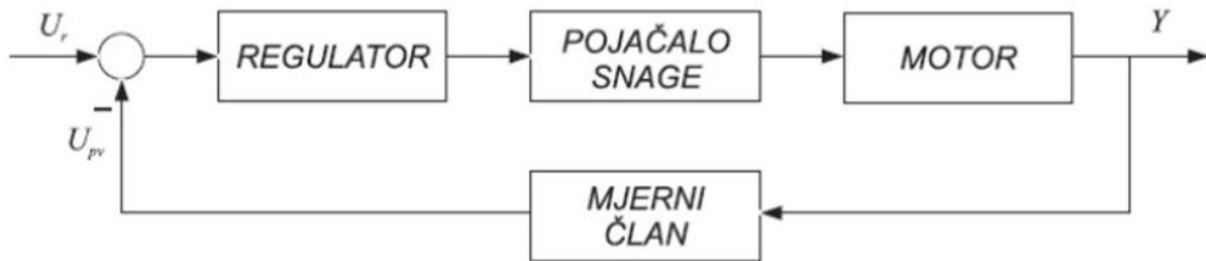 U_r
REGULATOR
POJAČALO
SNAGE
MOTOR
Y
−
U_pv
MJERNI
ČLAN